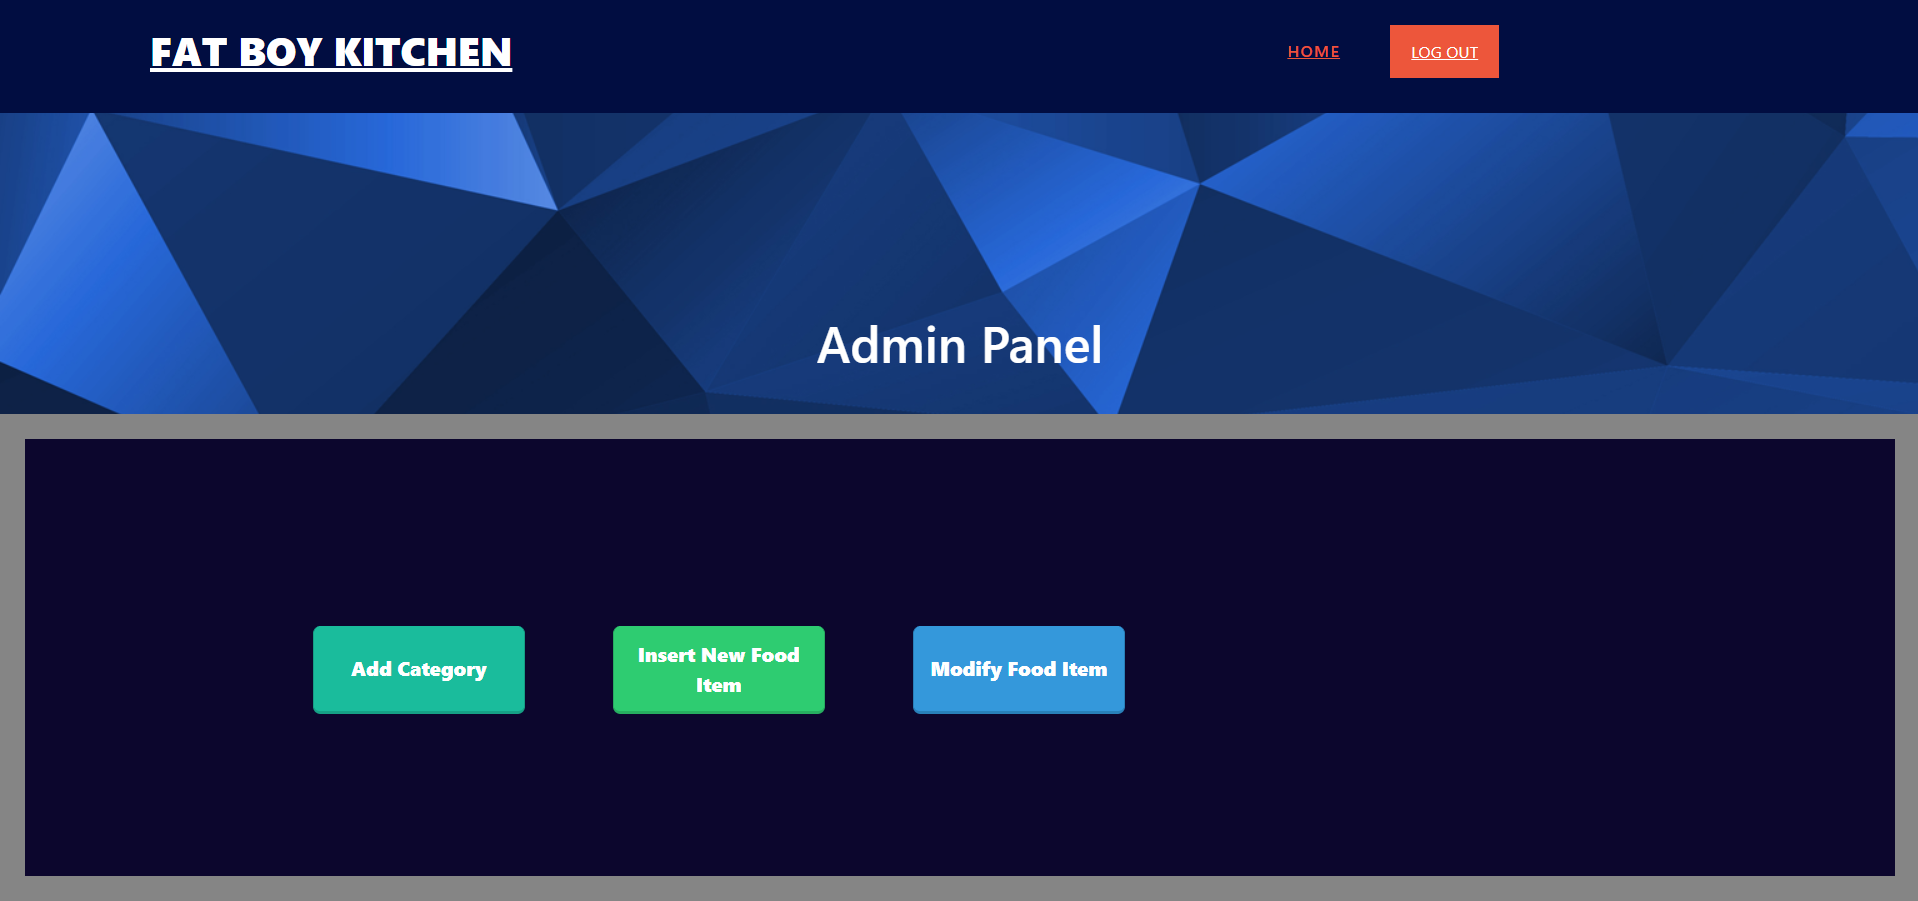 FAT BOY KITCHEN
HOME
LOG OUT
Admin Panel
Add Category
Insert New Food
Item
Modify Food Item